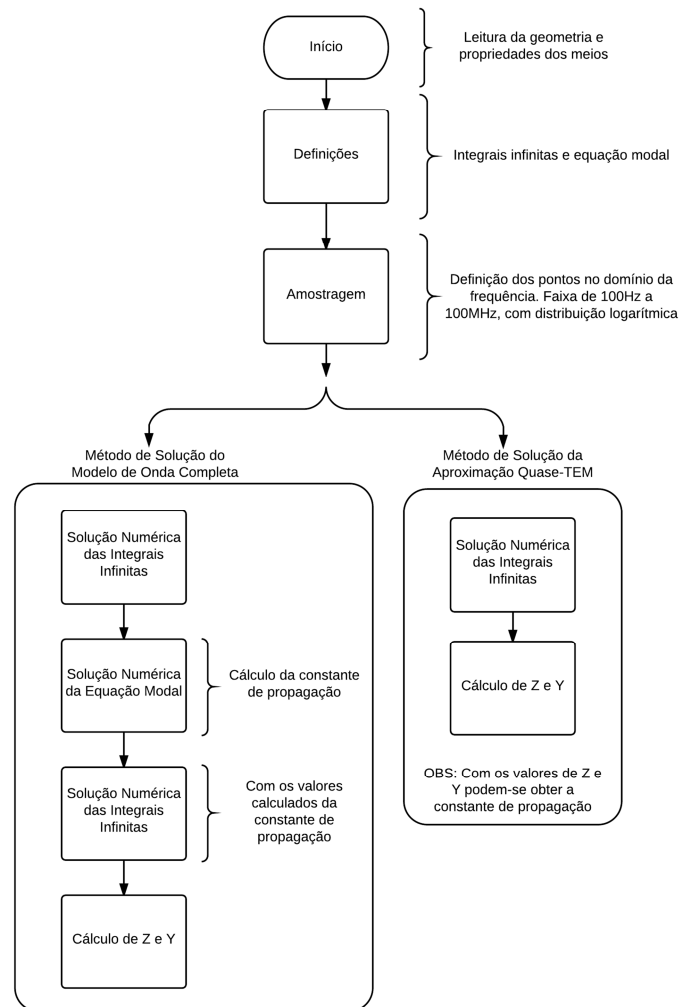 Início
Leitura da geometria e
propriedades dos meios
Definições
Integrais infinitas e equação modal
Amostragem
Definição dos pontos no domínio da
frequência. Faixa de 100Hz a
100MHz, com distribuição logarítmica
Método de Solução do
Modelo de Onda Completa
Solução Numérica
das Integrais
Infinitas
Solução Numérica
da Equação Modal
Cálculo da constante
de propagação
Solução Numérica
das Integrais
Infinitas
Com os valores
calculados da
constante de
propagação
Cálculo de Z e Y
Método de Solução da
Aproximação Quase-TEM
Solução Numérica
das Integrais
Infinitas
Cálculo de Z e Y
OBS: Com os valores de Z e
Y podem-se obter a
constante de propagação